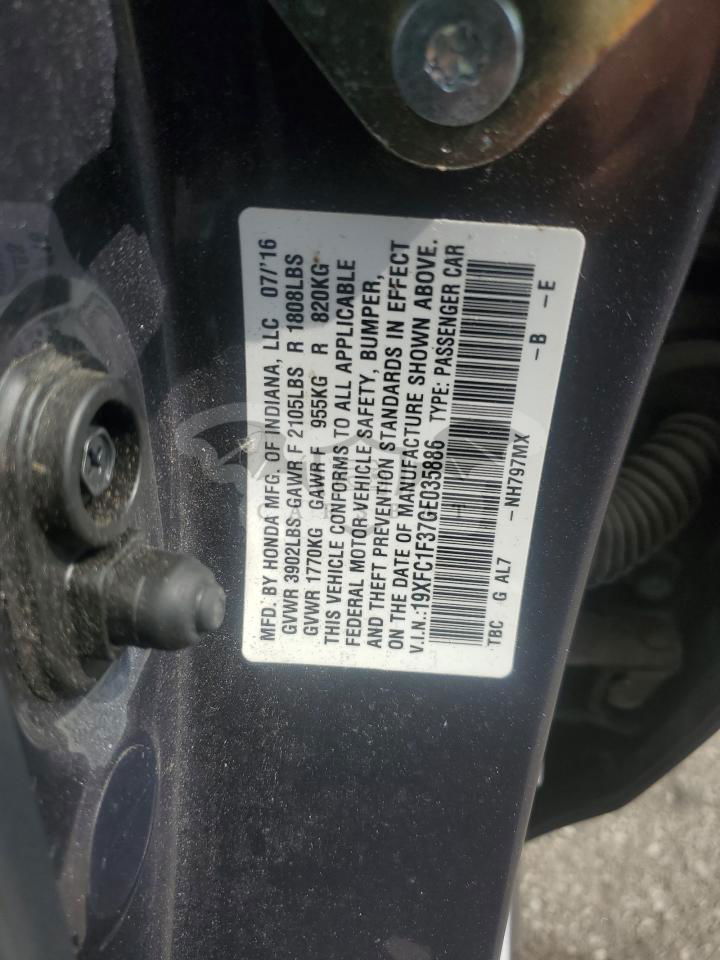 MFD. BY HONDA MFG. OF INDIANA, LLC 07/'16
GVWR 3902LBS GAWR F 2105LBS R 1808LBS
GVWR 1770KG GAWR F 955KG R 820KG
THIS VEHICLE CONFORMS TO ALL APPLICABLE
FEDERAL MOTOR VEHICLE SAFETY, BUMPER,
AND THEFT PREVENTION STANDARDS IN EFFECT
ON THE DATE OF MANUFACTURE SHOWN ABOVE.
V.I.N.:19XFC1F37GE035886 TYPE: PASSENGER CAR
TBC G AL7 -NH797MX -B -E